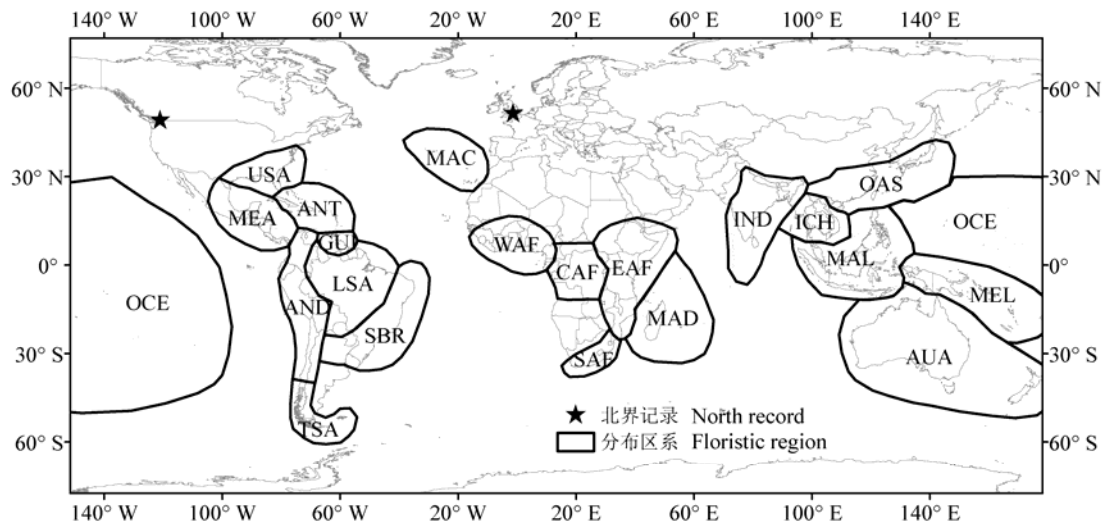 140° W 100° W 60° W 20° W 20° E 60° E 100° E 140° E
60° N 60° N
MAC
USA 30° N 30° N
OAS
MEA ANT IND ICH OCE
GUI WAF
0° CAF EAF MAL 0°
OCE AND LSA MEL
SBR MAD
30° S SAF AUA 30° S
★ 北界记录 North record
TSA 分布区系 Floristic region
60° S 60° S
140° W 100° W 60° W 20° W 20° E 60° E 100° E 140° E